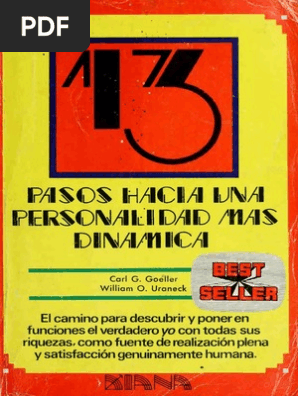 PDF
13
PASOS HACIA UNA
PERSONALIDAD MAS
DINAMICA
Carl G. Goeller
William O. Uraneck
BEST
SELLER
El camino para descubrir y poner en
funciones el verdadero yo con todas sus
riquezas, como fuente de realización plena
y satisfacción genuinamente humana.
DIANA